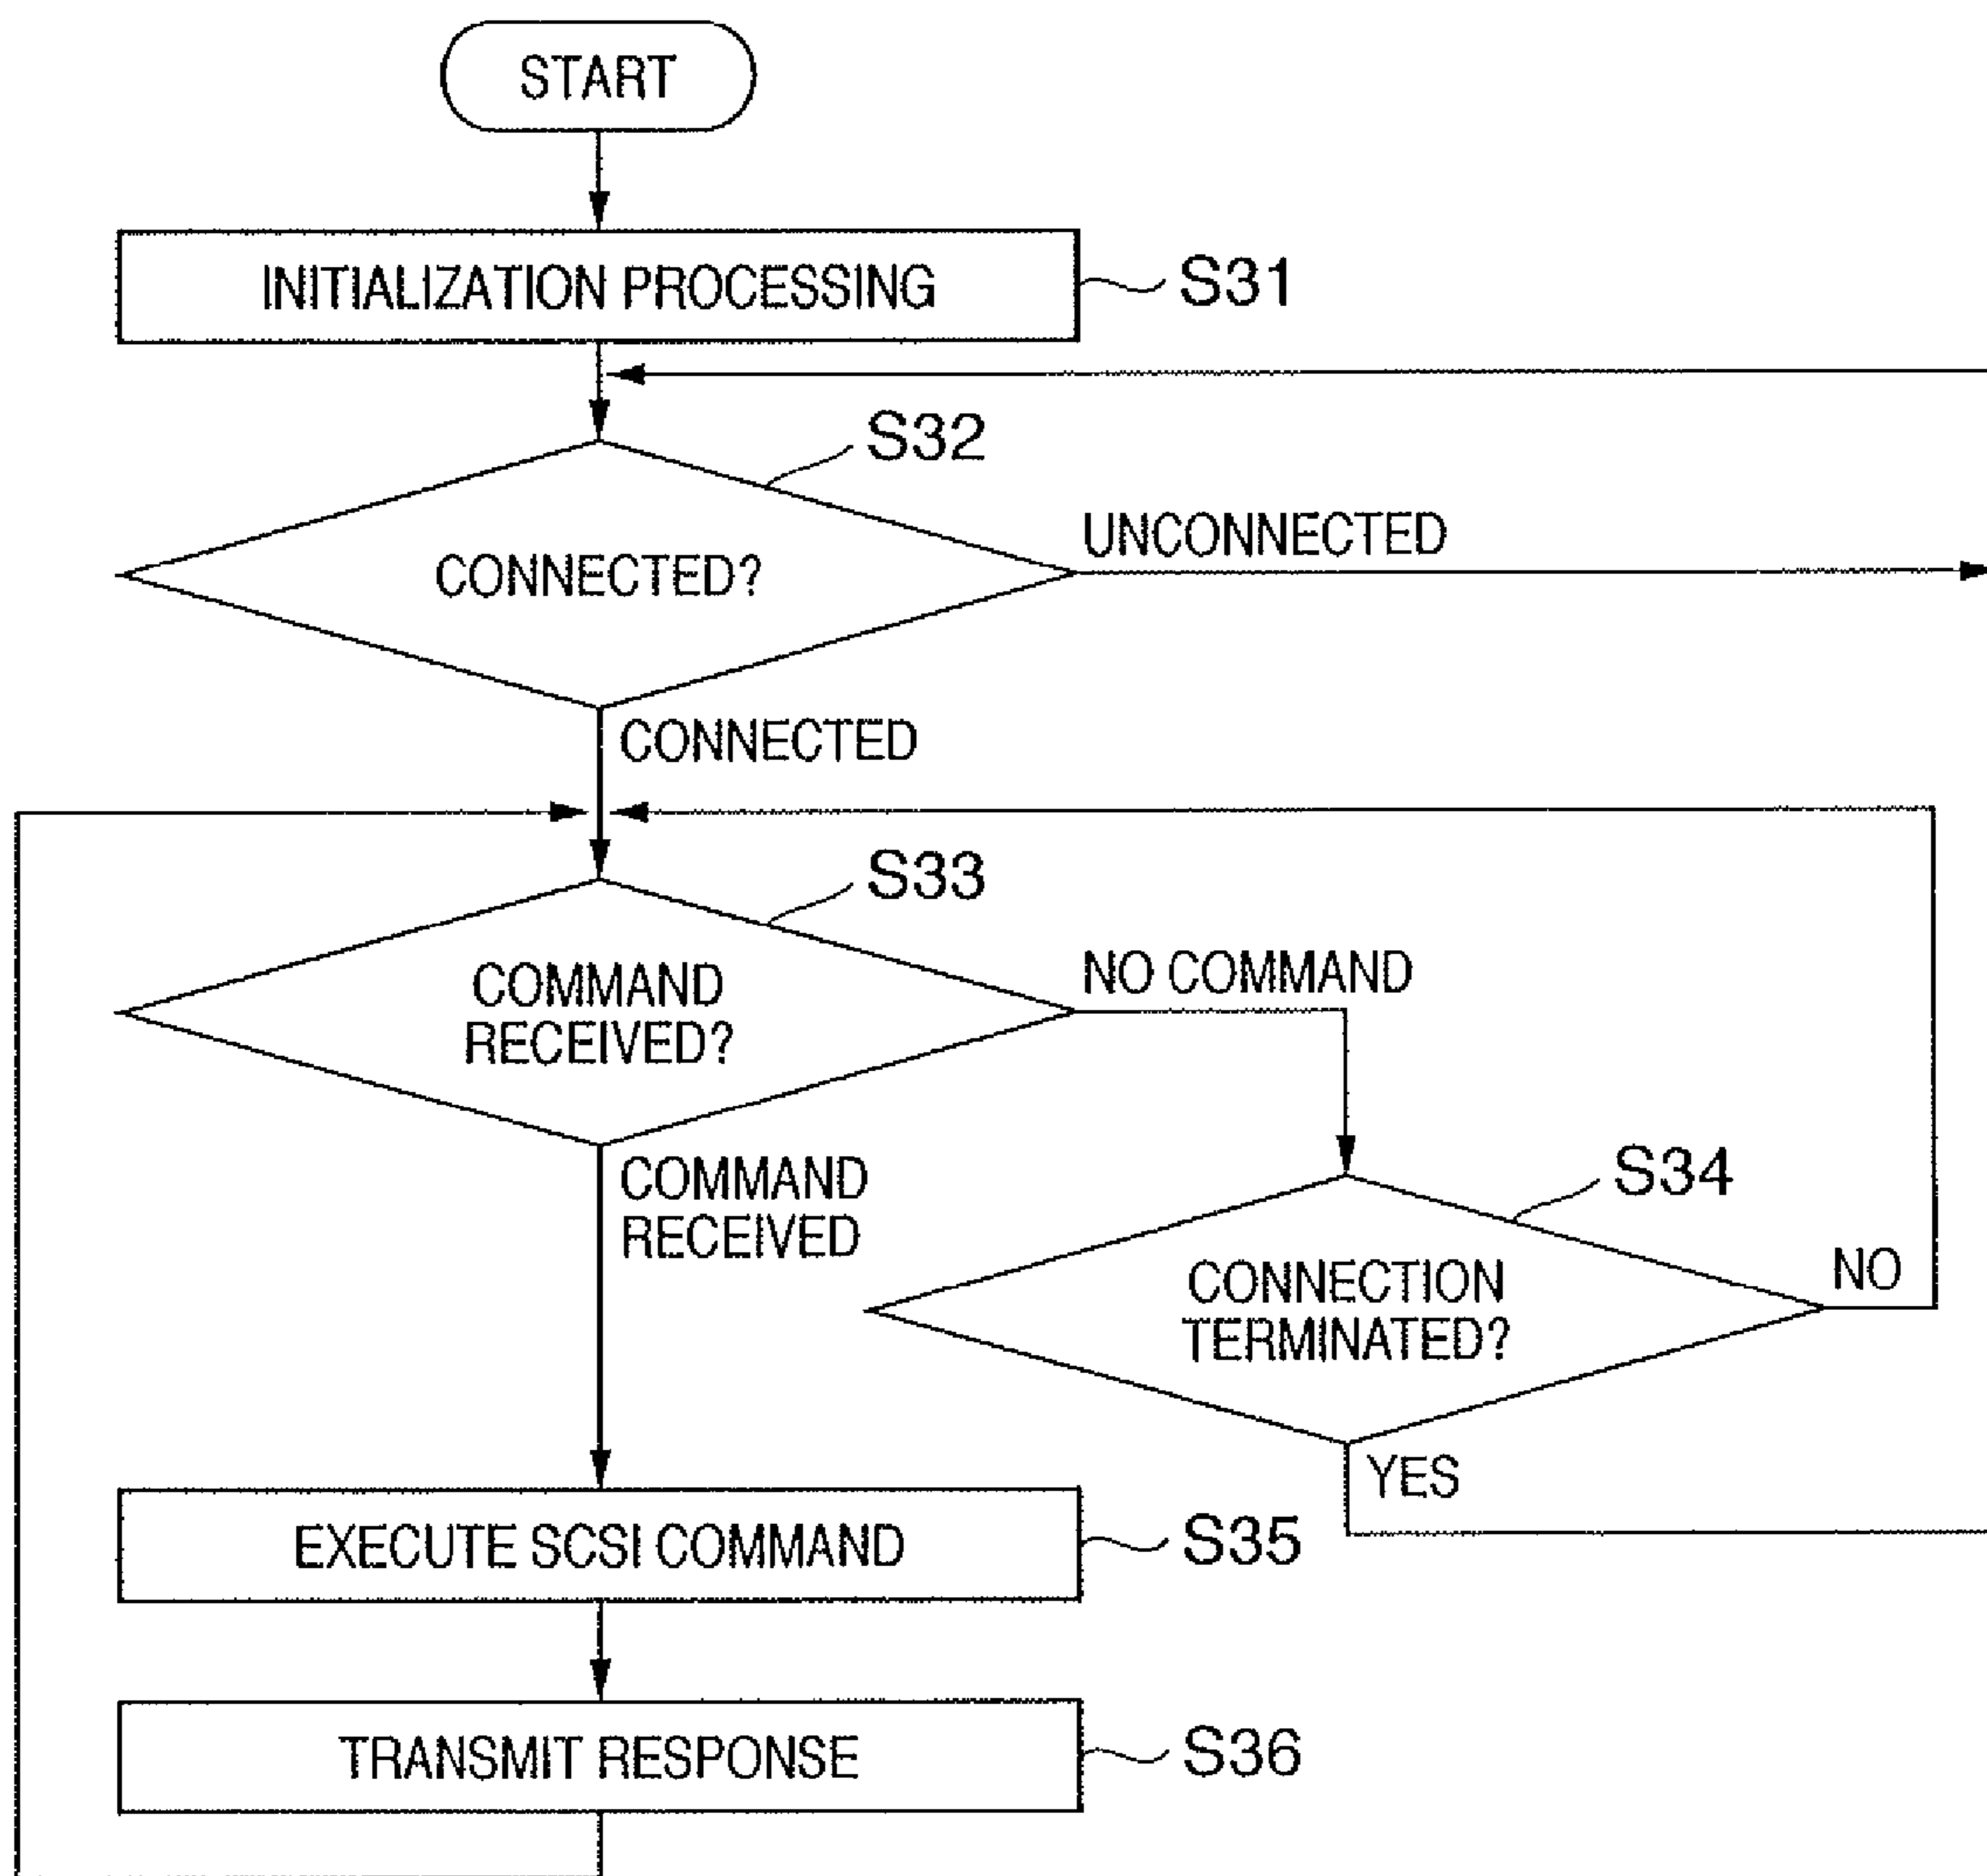 START
INITIALIZATION PROCESSING
S31
S32
CONNECTED?
UNCONNECTED
CONNECTED
S33
COMMAND
RECEIVED?
NO COMMAND
COMMAND
RECEIVED
S34
CONNECTION
TERMINATED?
NO
YES
EXECUTE SCSI COMMAND
S35
TRANSMIT RESPONSE
S36